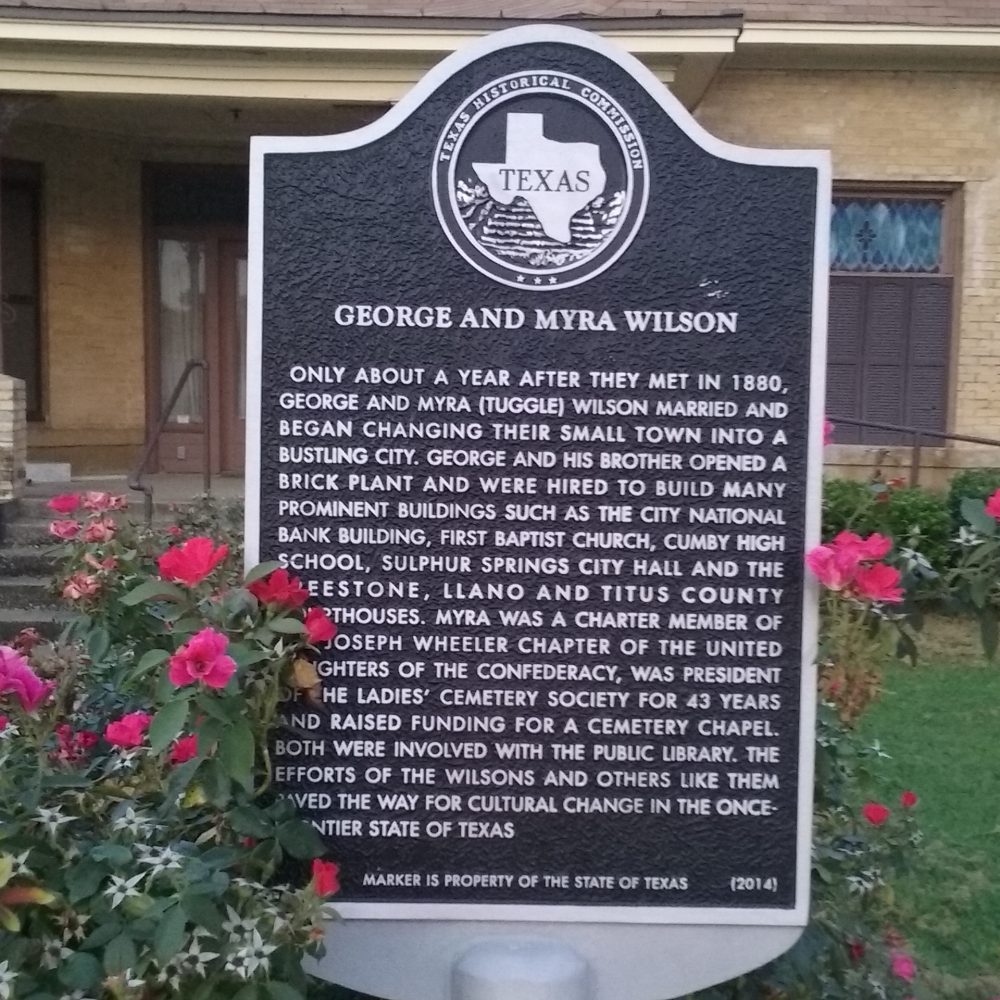 TEXAS HISTORICAL COMMISSION
TEXAS
GEORGE AND MYRA WILSON
ONLY ABOUT A YEAR AFTER THEY MET IN 1880,
GEORGE AND MYRA (TUGGLE) WILSON MARRIED AND
BEGAN CHANGING THEIR SMALL TOWN INTO A
BUSTLING CITY. GEORGE AND HIS BROTHER OPENED A
BRICK PLANT AND WERE HIRED TO BUILD MANY
PROMINENT BUILDINGS SUCH AS THE CITY NATIONAL
BANK BUILDING, FIRST BAPTIST CHURCH, CUMBY HIGH
SCHOOL, SULPHUR SPRINGS CITY HALL AND THE
EESTONE, LLANO AND TITUS COUNTY
RTHOUSES. MYRA WAS A CHARTER MEMBER OF
JOSEPH WHEELER CHAPTER OF THE UNITED
GHTERS OF THE CONFEDERACY, WAS PRESIDENT
OF THE LADIES' CEMETERY SOCIETY FOR 43 YEARS
AND RAISED FUNDING FOR A CEMETERY CHAPEL.
BOTH WERE INVOLVED WITH THE PUBLIC LIBRARY. THE
EFFORTS OF THE WILSONS AND OTHERS LIKE THEM
PAVED THE WAY FOR CULTURAL CHANGE IN THE ONCE-
NTIER STATE OF TEXAS
MARKER IS PROPERTY OF THE STATE OF TEXAS (2014)